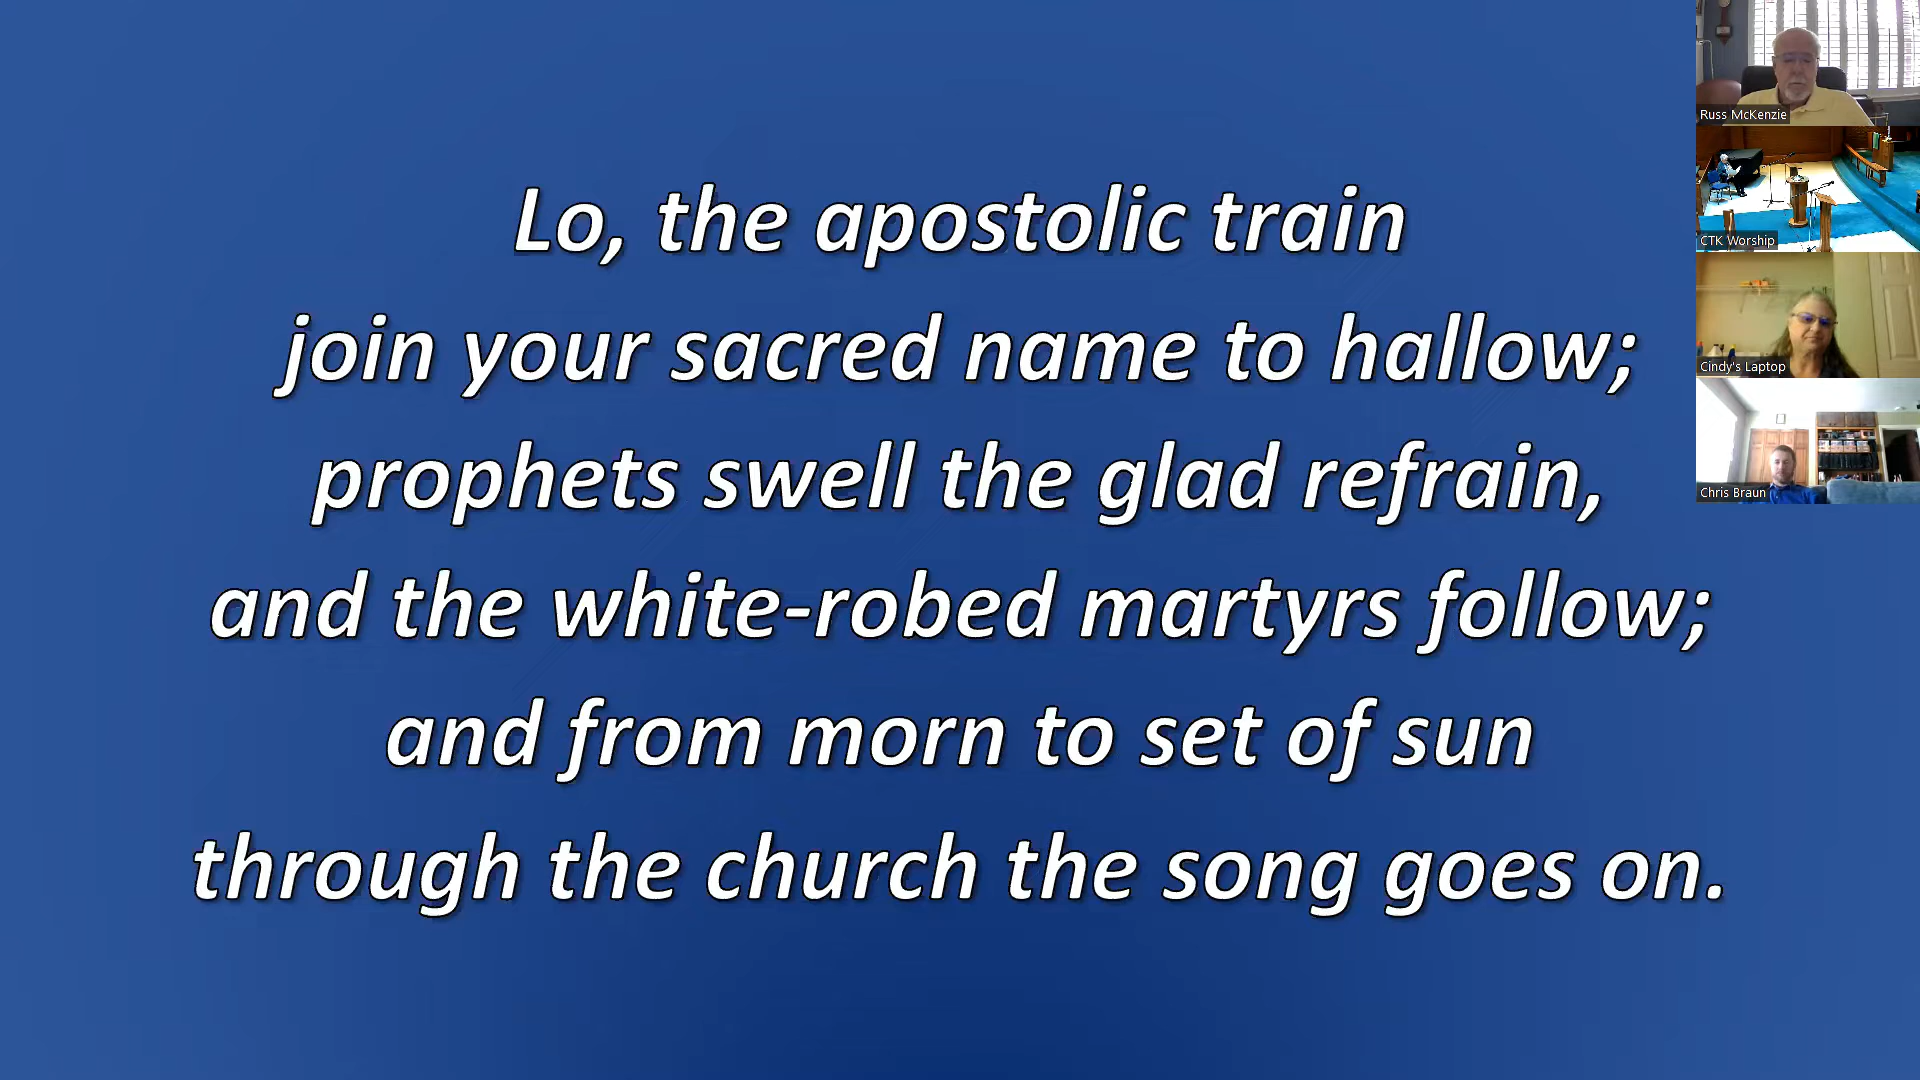 Lo, the apostolic train
join your sacred name to hallow;
prophets swell the glad refrain,
and the white-robed martyrs follow;
and from morn to set of sun
through the church the song goes on.
Russ McKenzie
CTK Worship
Cindy's Laptop
Chris Braun